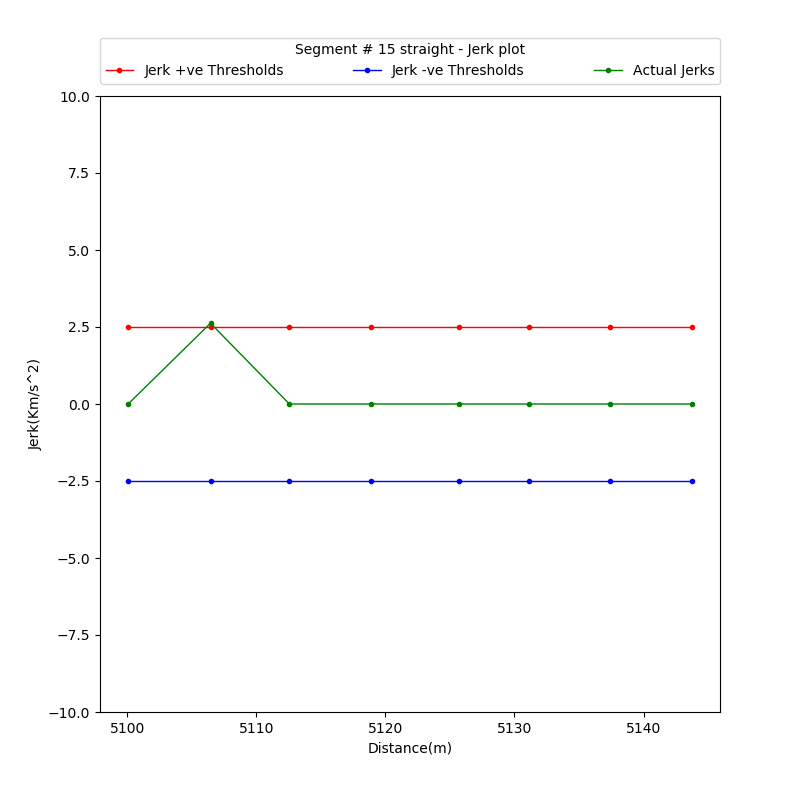 Segment # 15 straight - Jerk plot
Jerk +ve Thresholds Jerk -ve Thresholds Actual Jerks
10.0
7.5
5.0
2.5
0.0
−2.5
−5.0
−7.5
−10.0
Jerk(Km/s^2)
5100 5110 5120 5130 5140
Distance(m)